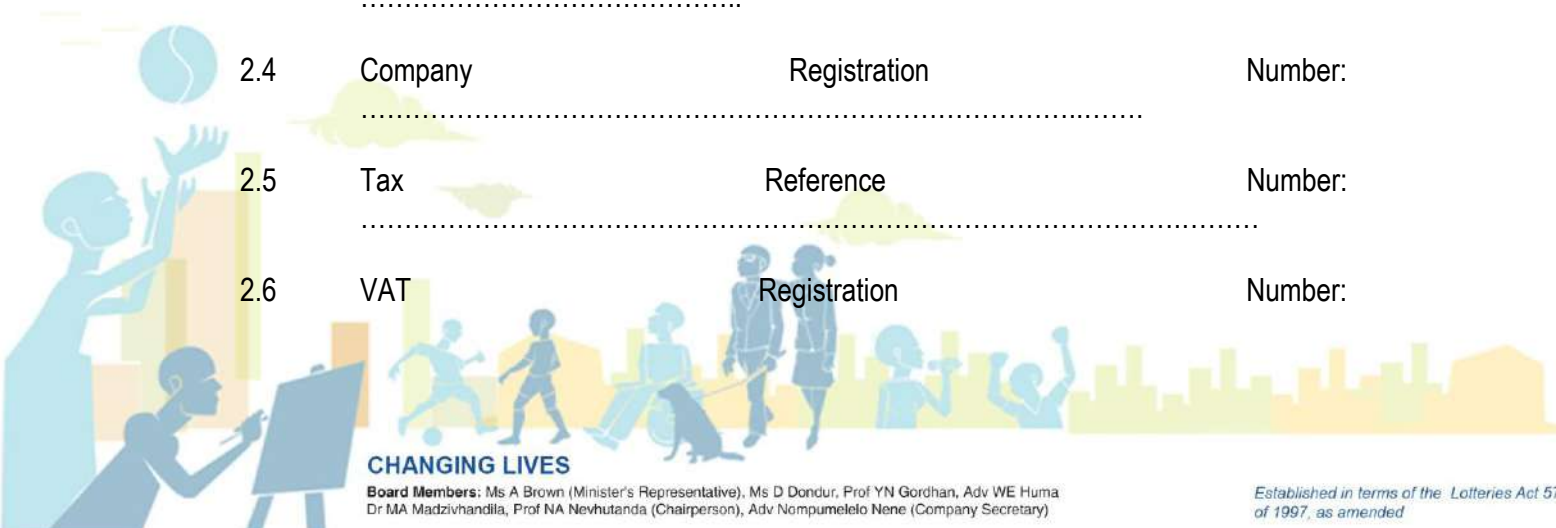 …………………………………….
2.4 Company Registration Number:
………………………………………………………………………..…….
2.5 Tax Reference Number:
………………………………………………………………………………….………
2.6 VAT Registration Number:
CHANGING LIVES
Board Members: Ms A Brown (Minister's Representative), Ms D Dondur, Prof YN Gordhan, Adv WE Huma
Dr MA Madzivhandila, Prof NA Nevhutanda (Chairperson), Adv Nompumelelo Nene (Company Secretary)
Established in terms of the Lotteries Act 57
of 1997, as amended